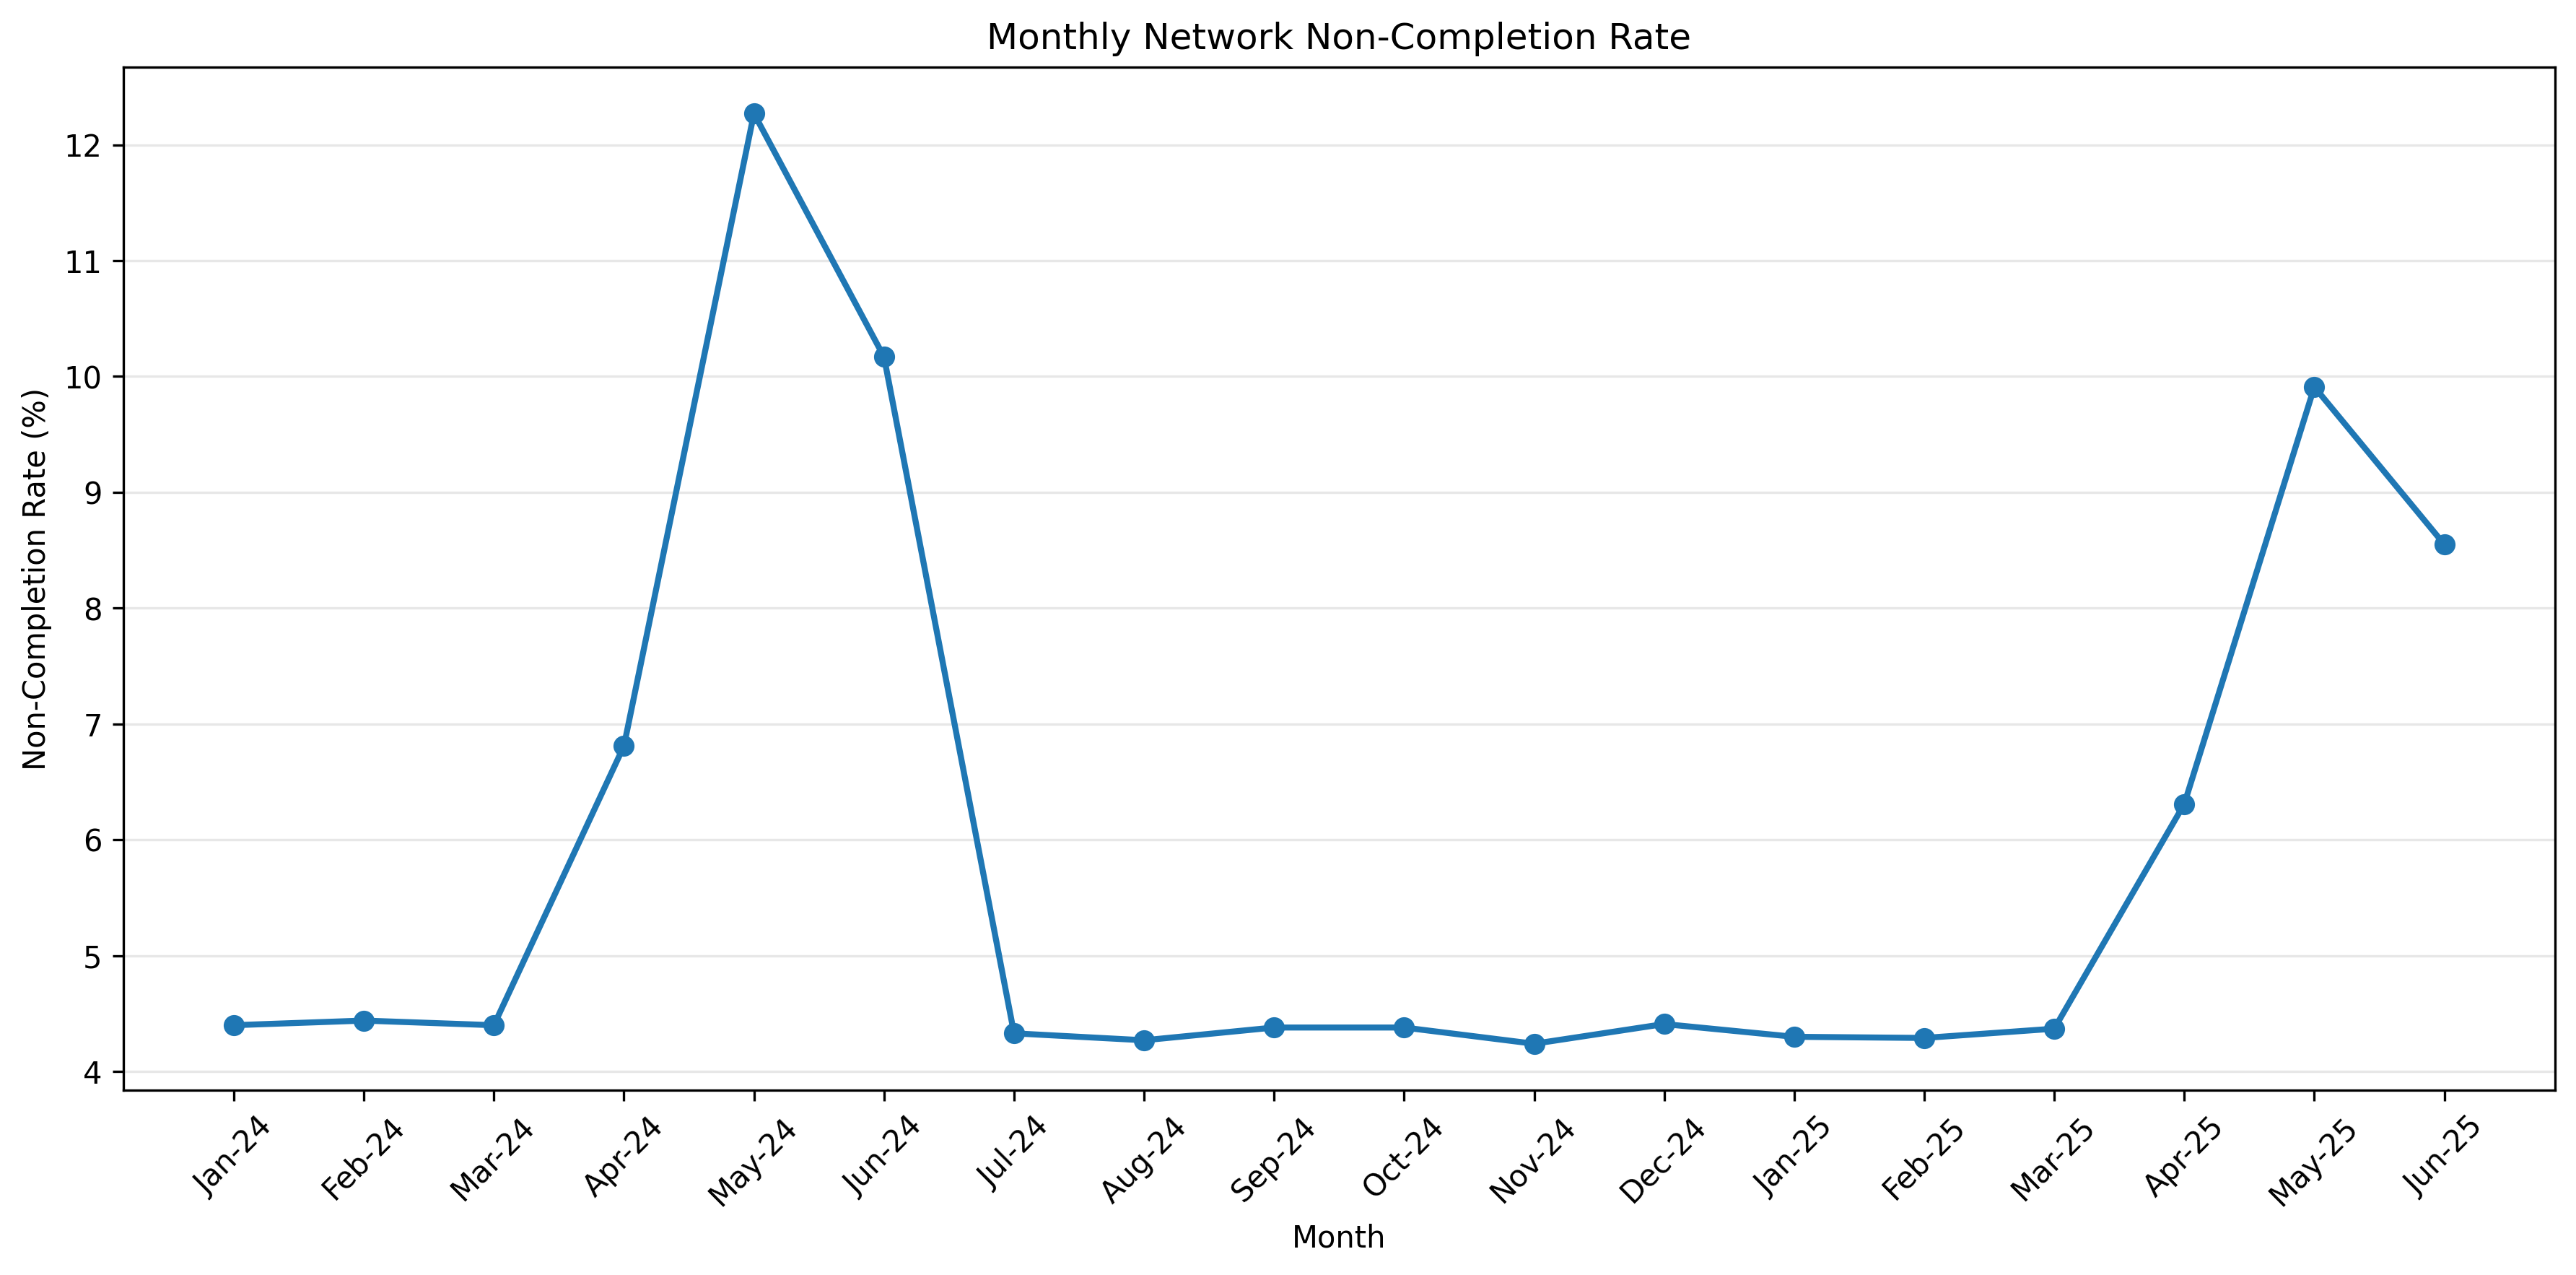 Monthly Network Non-Completion Rate
Non-Completion Rate (%)
12
11
10
9
8
7
6
5
4
Jan-24
Feb-24
Mar-24
Apr-24
May-24
Jun-24
Jul-24
Aug-24
Sep-24
Oct-24
Nov-24
Dec-24
Jan-25
Feb-25
Mar-25
Apr-25
May-25
Jun-25
Month